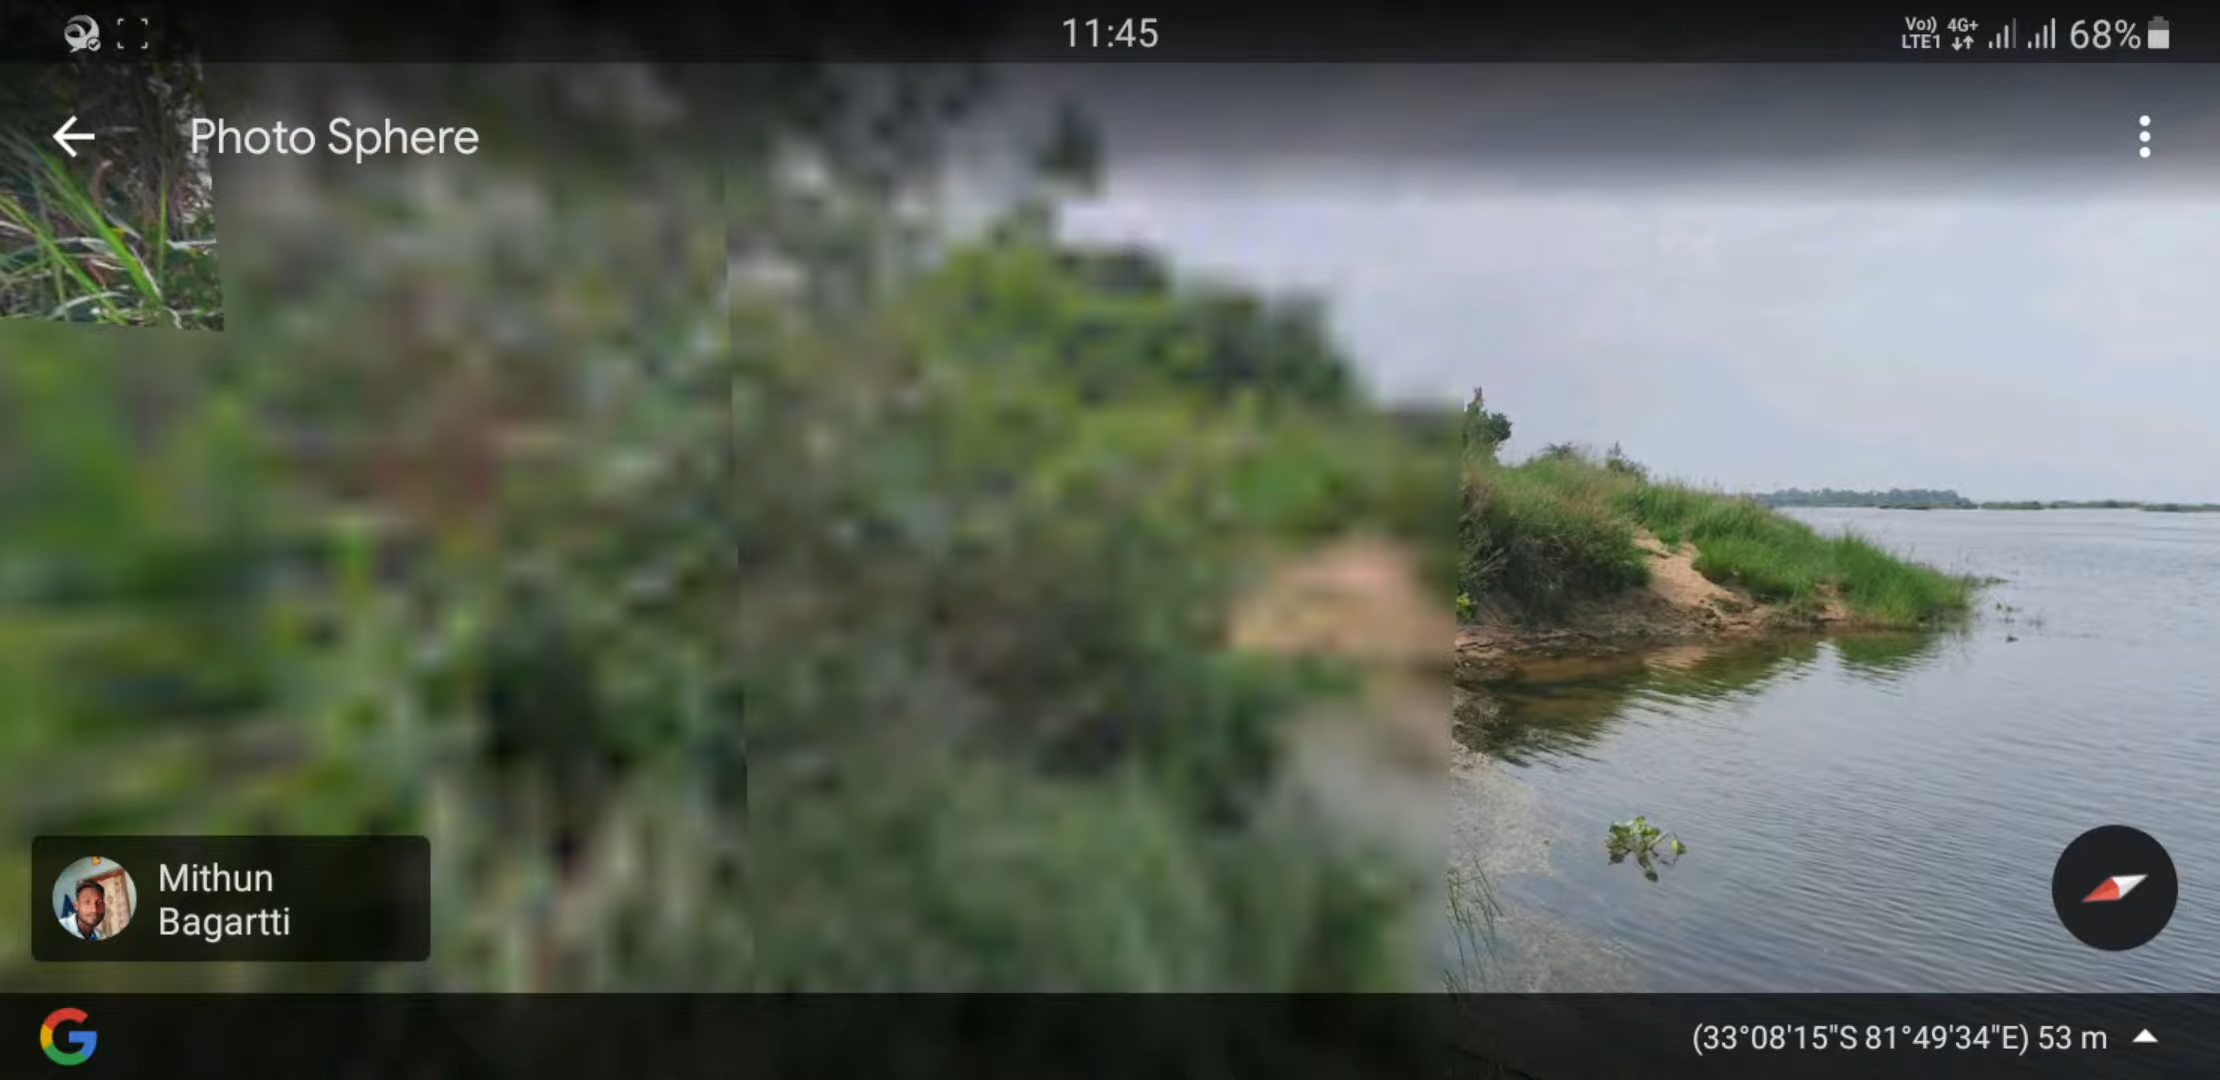 11:45
Vo)) LTE1 4G+ 68%
Photo Sphere
Mithun
Bagartti
(33°08'15"S 81°49'34"E) 53 m